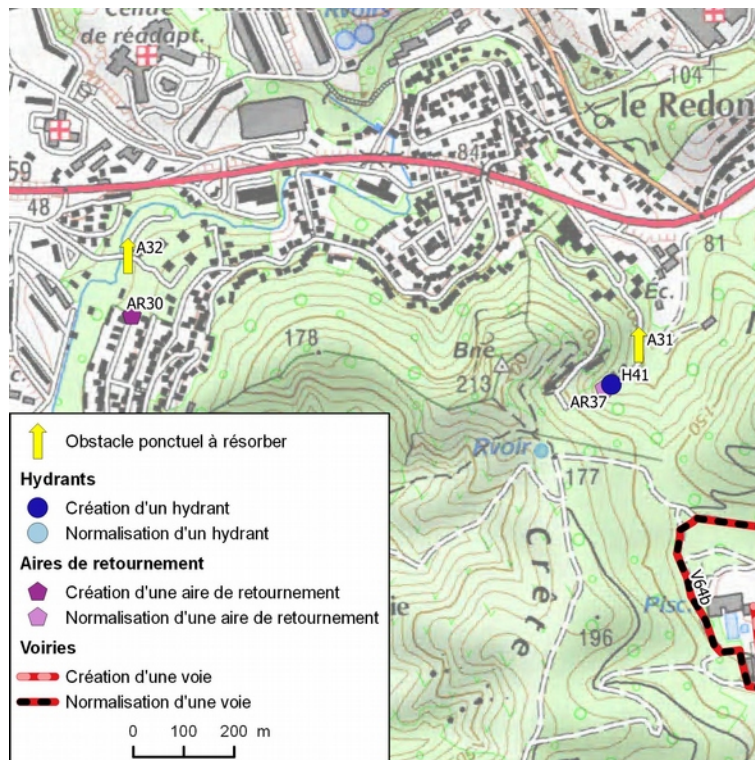 Centre
de réadapt.
Rvoirs
104
le Redon
59
48
84
81
A32
AR30
Ec.
A31
178
Bne
213
H41
AR37
Rvoir
177
V64b
Pisc.
Crête
196
Obstacle ponctuel à résorber
Hydrants
Création d'un hydrant
Normalisation d'un hydrant
Aires de retournement
Création d'une aire de retournement
Normalisation d'une aire de retournement
Voiries
Création d'une voie
Normalisation d'une voie
0 100 200 m